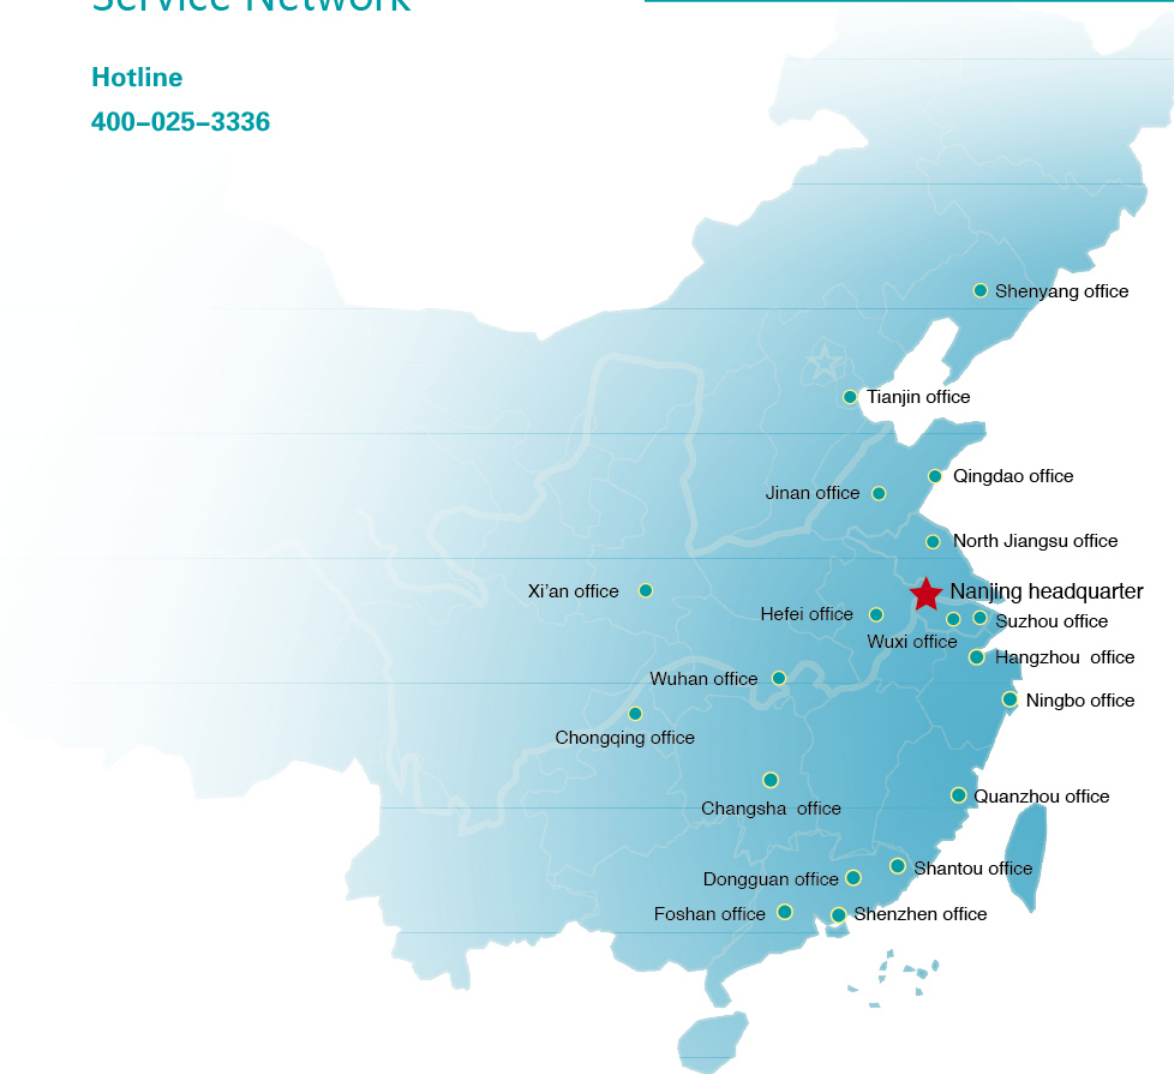 Service Network
Hotline
400–025–3336
Shenyang office
Tianjin office
Qingdao office
Jinan office
North Jiangsu office
Xi’an office
Nanjing headquarter
Hefei office
Suzhou office
Wuxi office
Hangzhou  office
Wuhan office
Ningbo office
Chongqing office
Quanzhou office
Changsha  office
Shantou office
Dongguan office
Foshan office
Shenzhen office